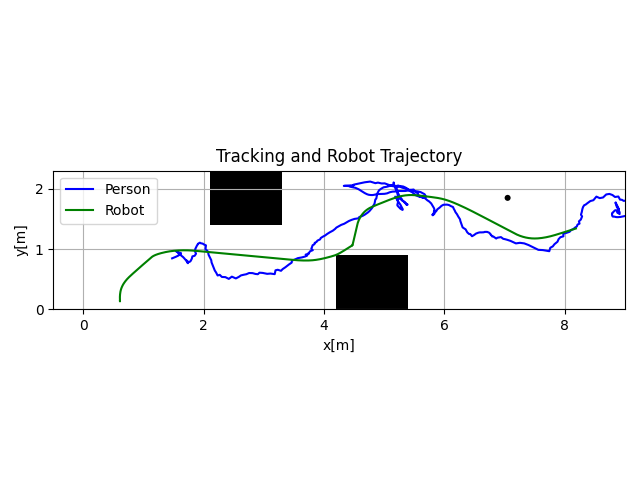 Tracking and Robot Trajectory
Person
Robot
y[m]
2
1
0
0 2 4 6 8
x[m]